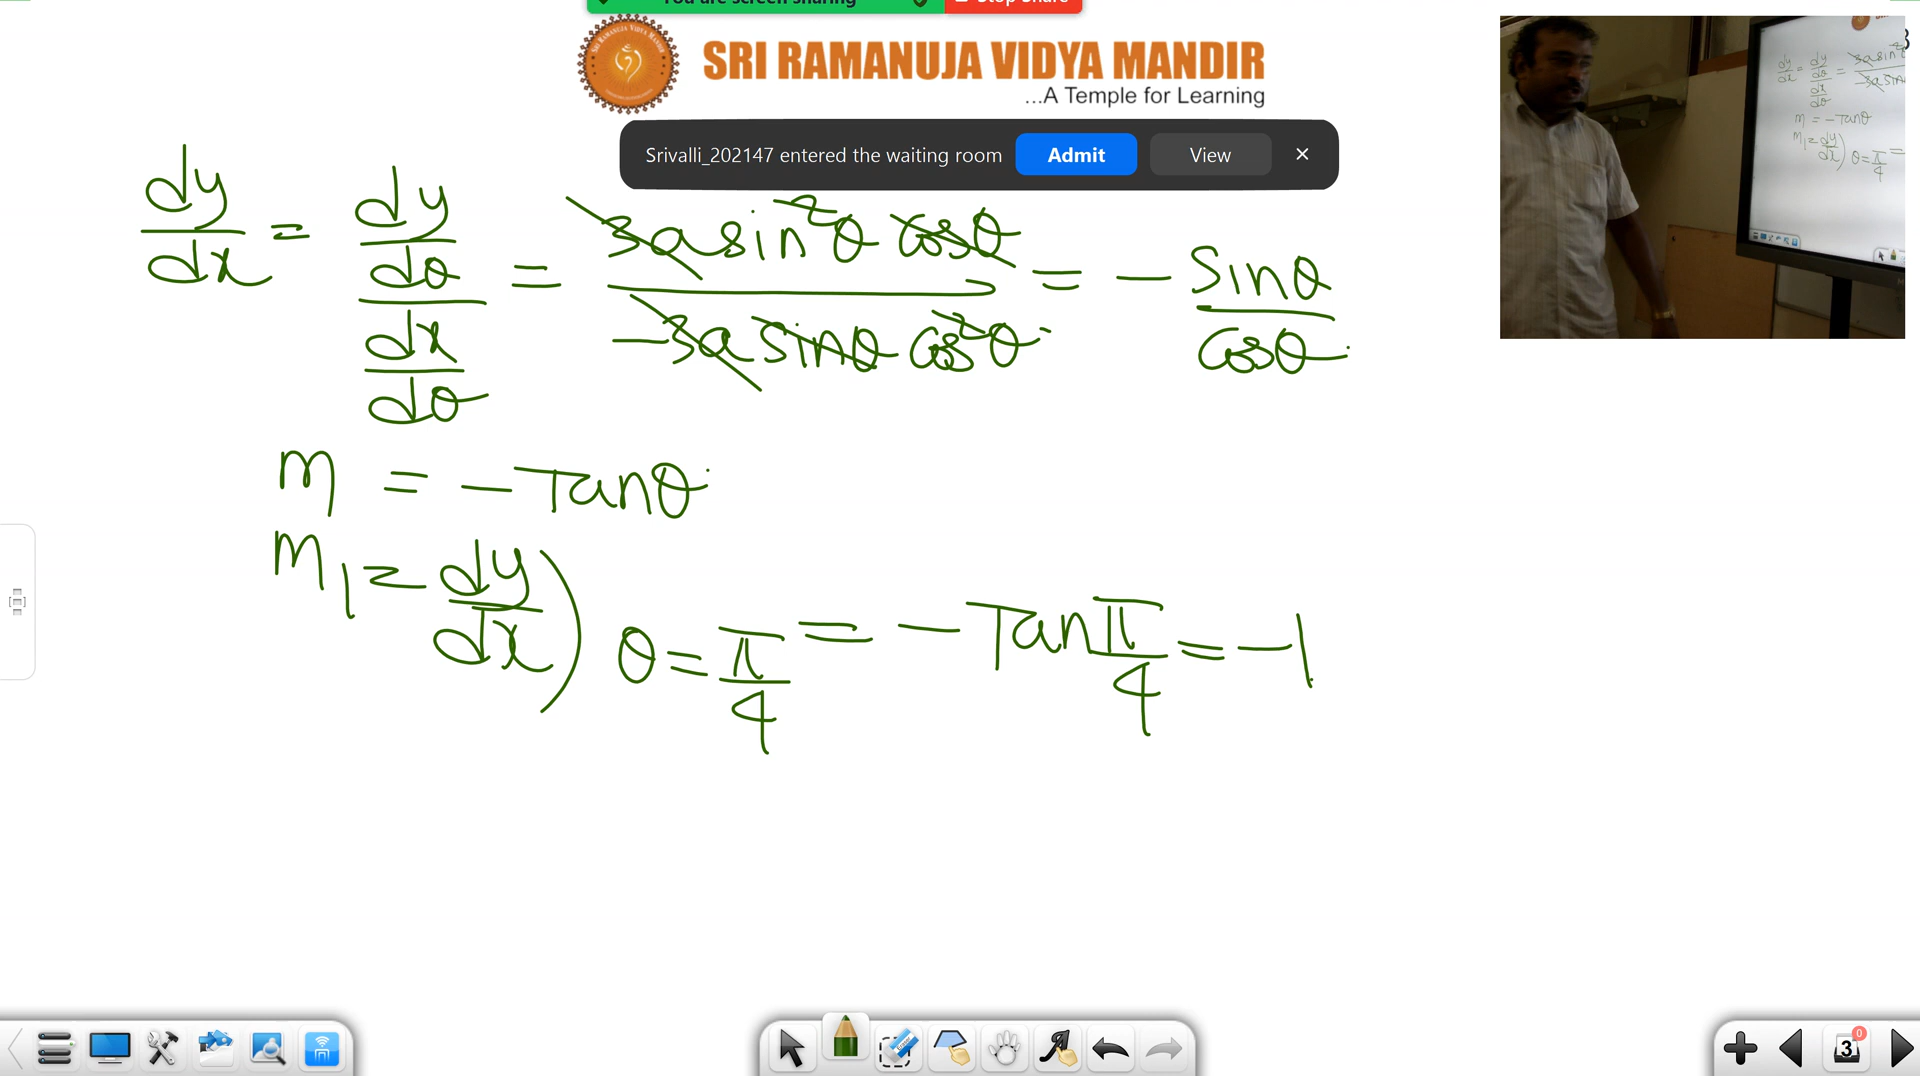 You are screen sharing Stop Share
SRI RAMANUJA VIDYA MANDIR
...A Temple for Learning
Srivalli_202147 entered the waiting room Admit View
dy/dx = (dy/dθ)/(dx/dθ) = 3a sin²θ cosθ / -3a sinθ cos²θ = - Sinθ/Cosθ
m = - Tanθ
m₁ = dy/dx) θ = π/4 = - Tan π/4 = -1
3
0